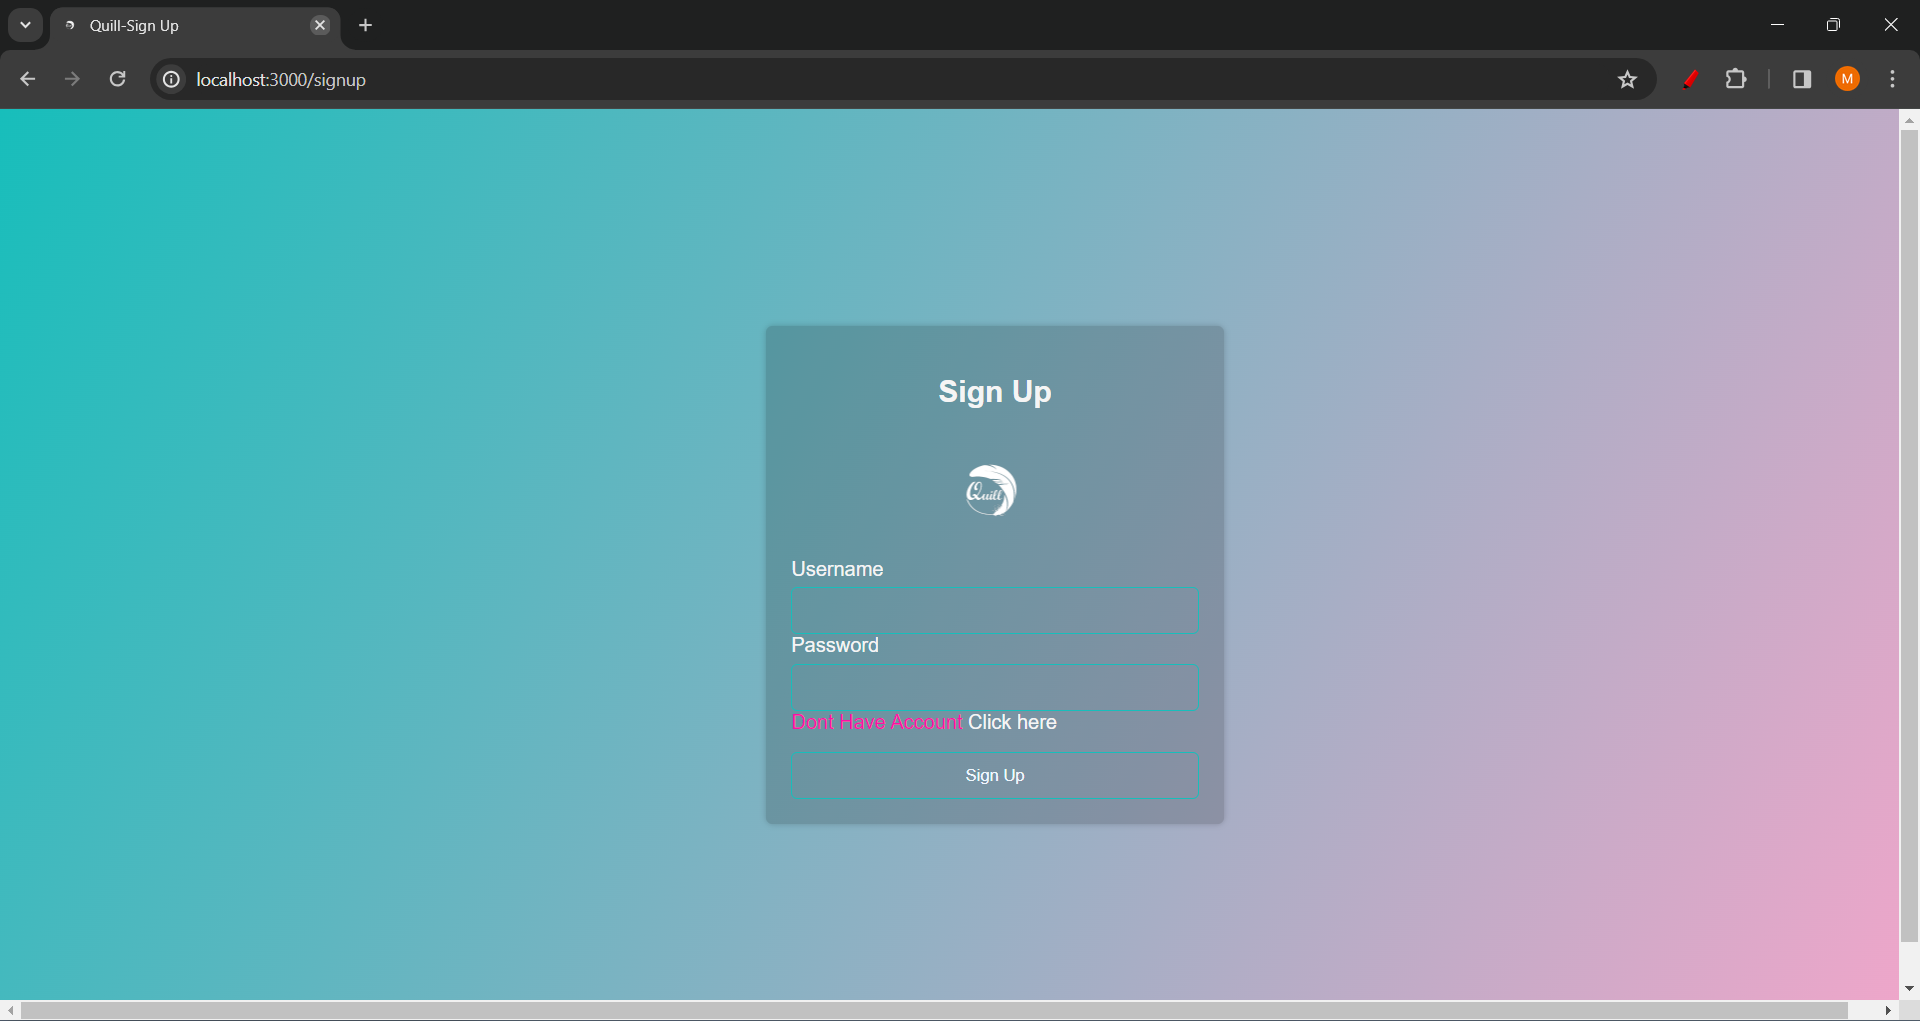 Quill-Sign Up
localhost:3000/signup
M
Sign Up
Quill
Username
Password
Dont Have Account Click here
Sign Up